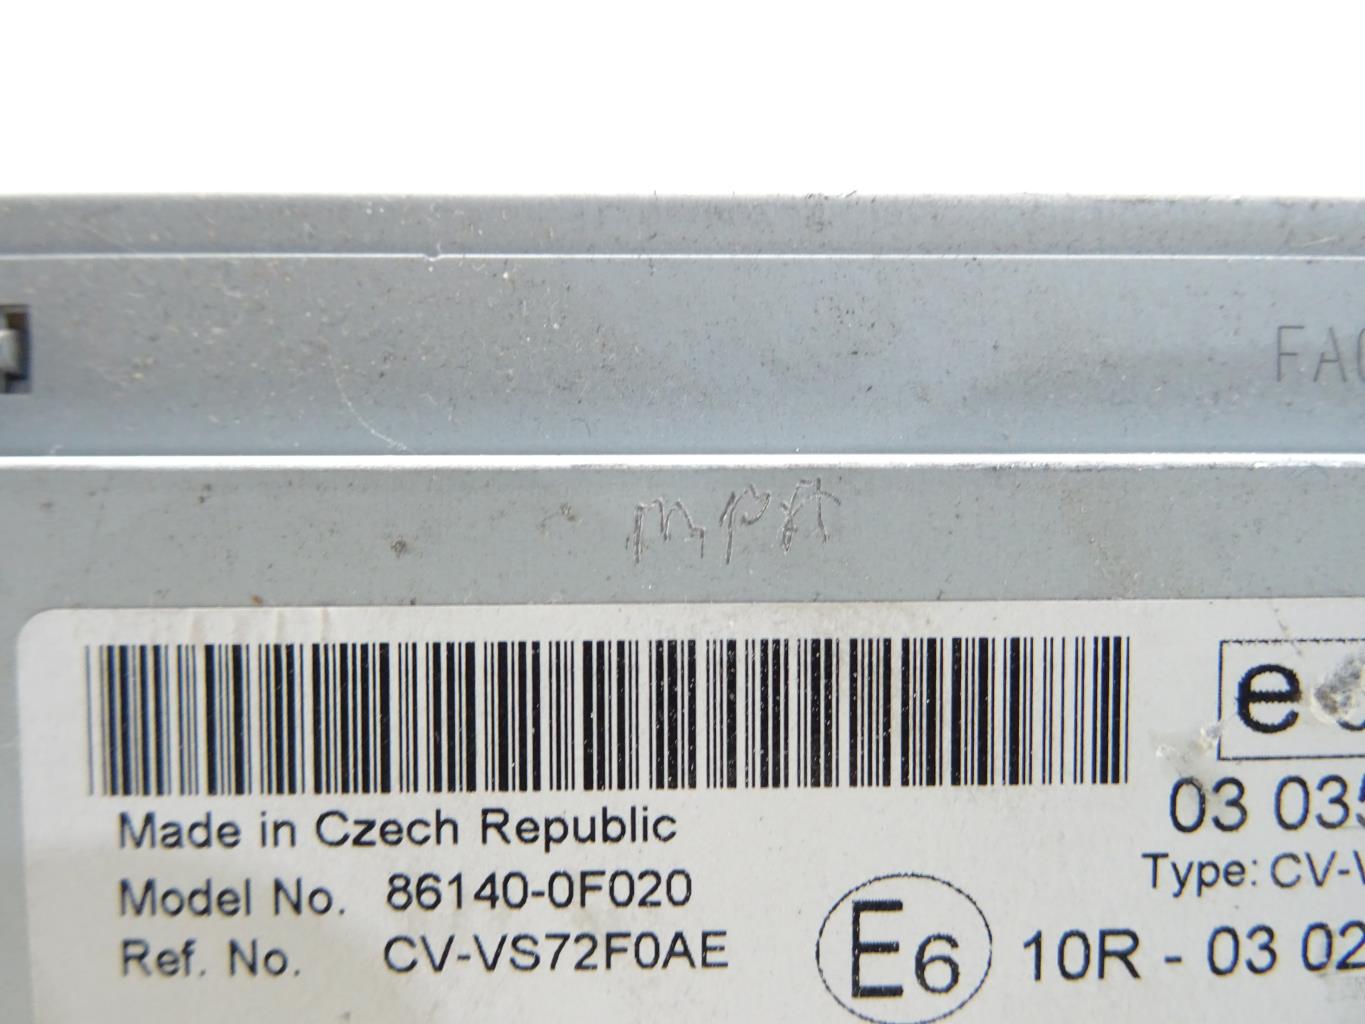 FA
MPA
e
03 035
Made in Czech Republic
Type: CV-V
Model No. 86140-0F020
E6 10R - 03 02
Ref. No. CV-VS72F0AE